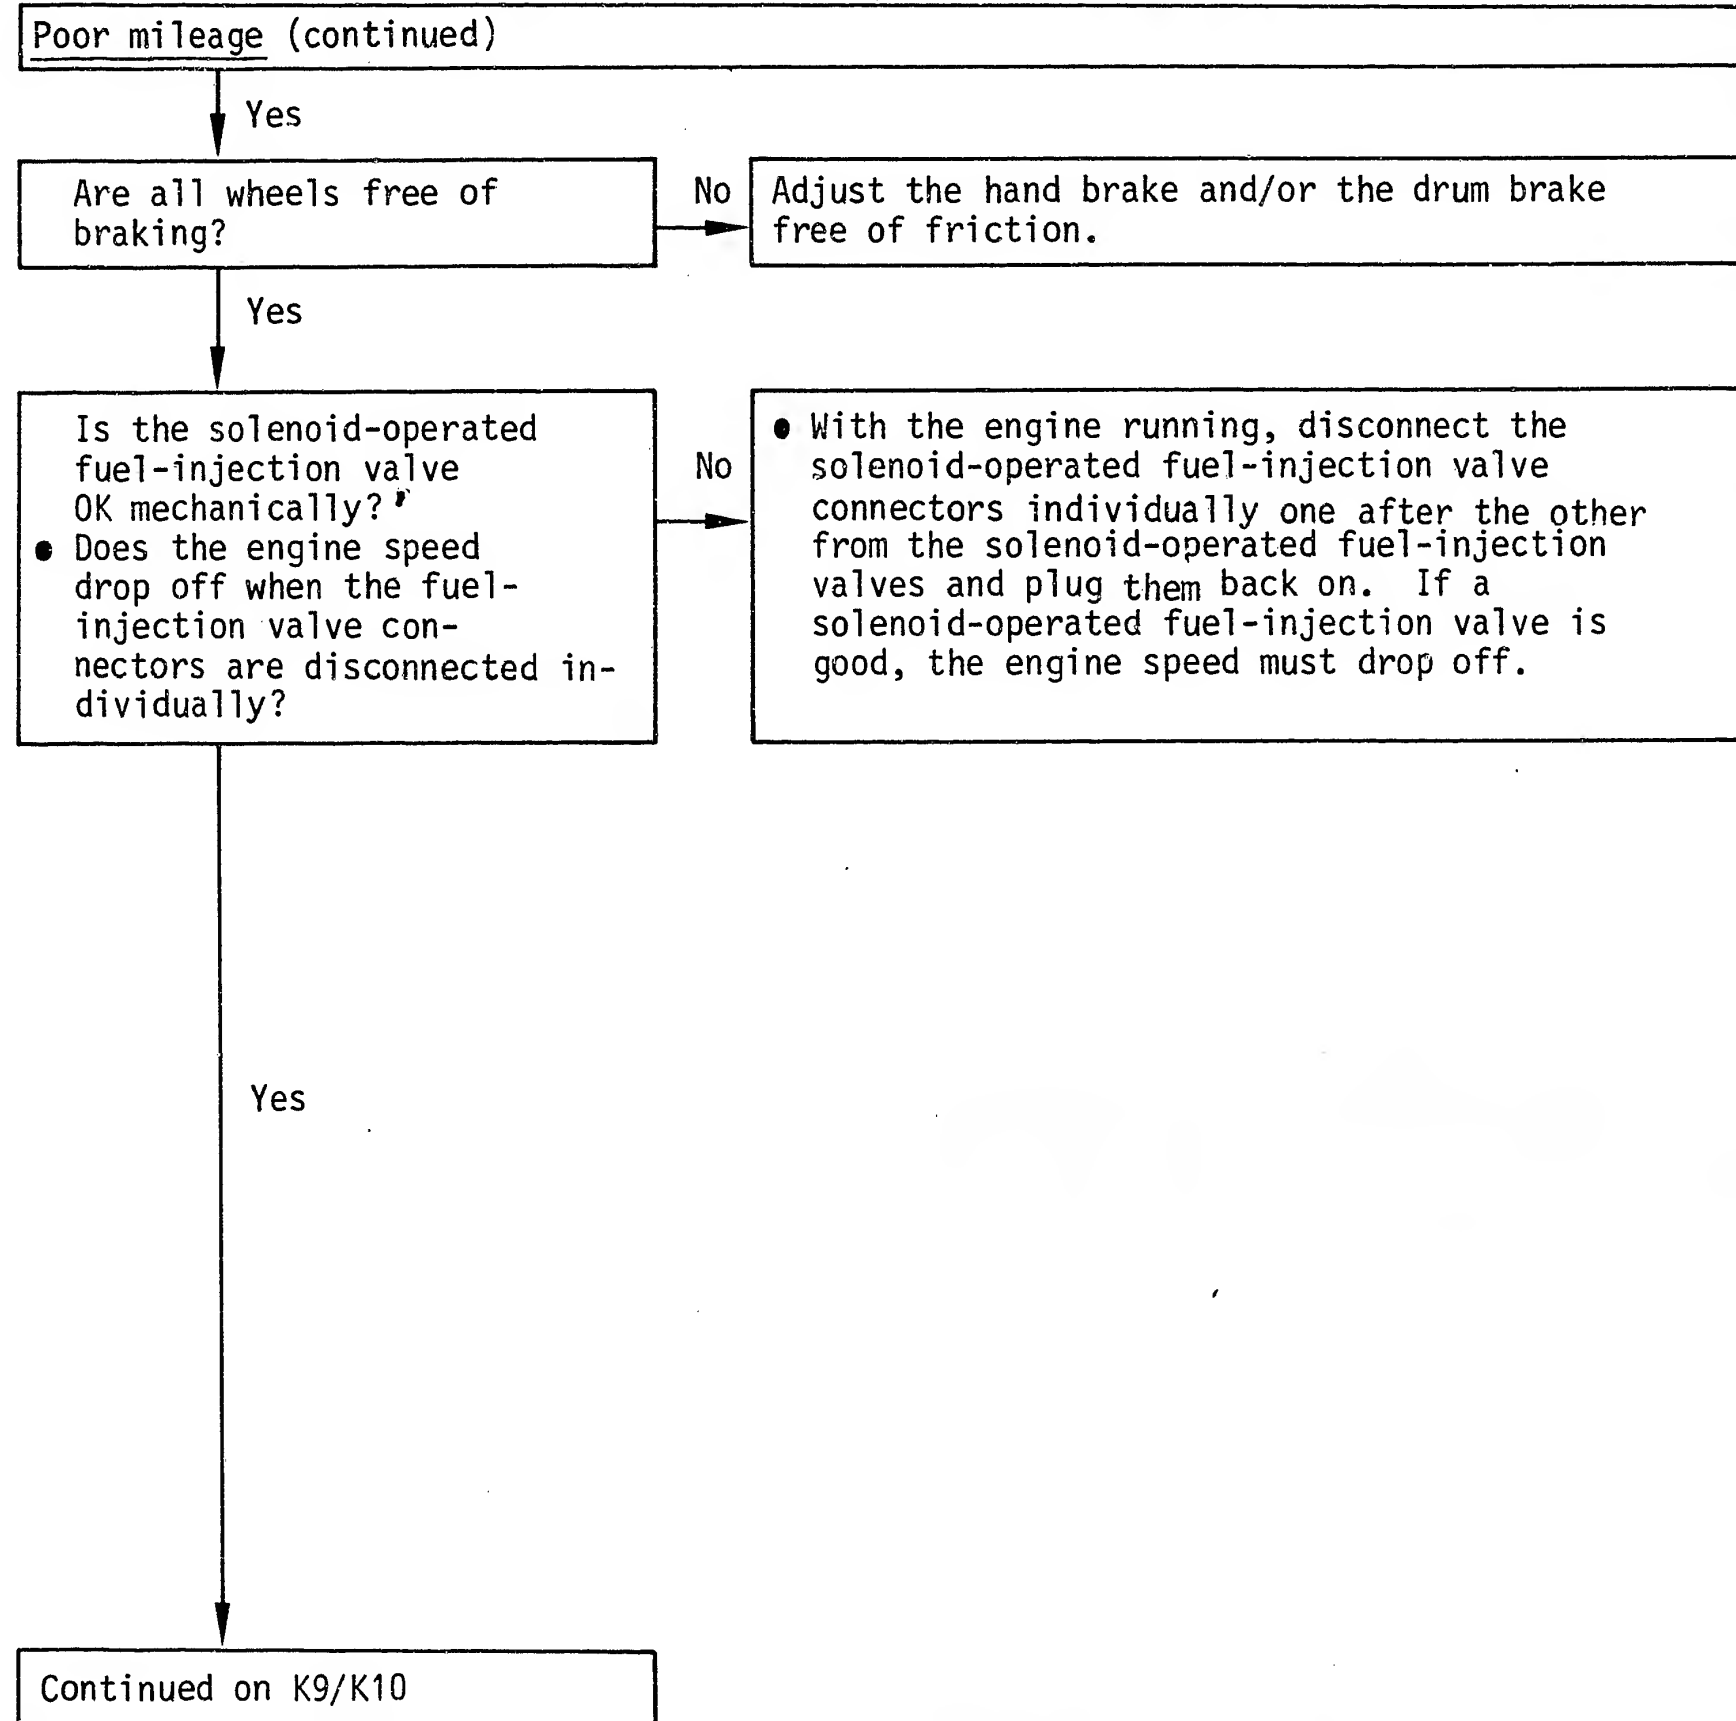 Poor mileage (continued)
Yes
Are all wheels free of
braking?
No
Adjust the hand brake and/or the drum brake
free of friction.
Yes
Is the solenoid-operated
fuel-injection valve
OK mechanically?
● Does the engine speed
drop off when the fuel-
injection valve con-
nectors are disconnected in-
dividually?
No
● With the engine running, disconnect the
solenoid-operated fuel-injection valve
connectors individually one after the other
from the solenoid-operated fuel-injection
valves and plug them back on. If a
solenoid-operated fuel-injection valve is
good, the engine speed must drop off.
Yes
Continued on K9/K10